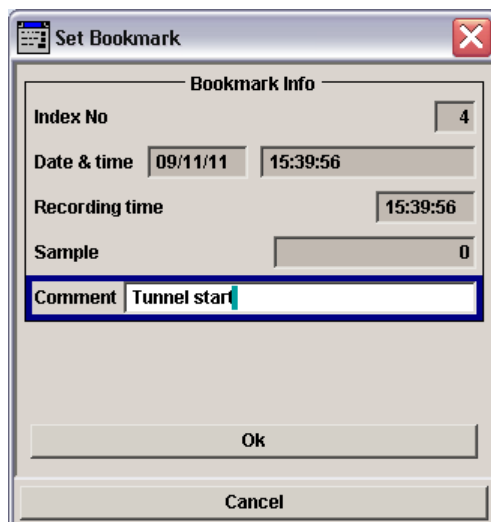 Set Bookmark
Bookmark Info
Index No 4
Date & time 09/11/11 15:39:56
Recording time 15:39:56
Sample 0
Comment Tunnel start
Ok
Cancel